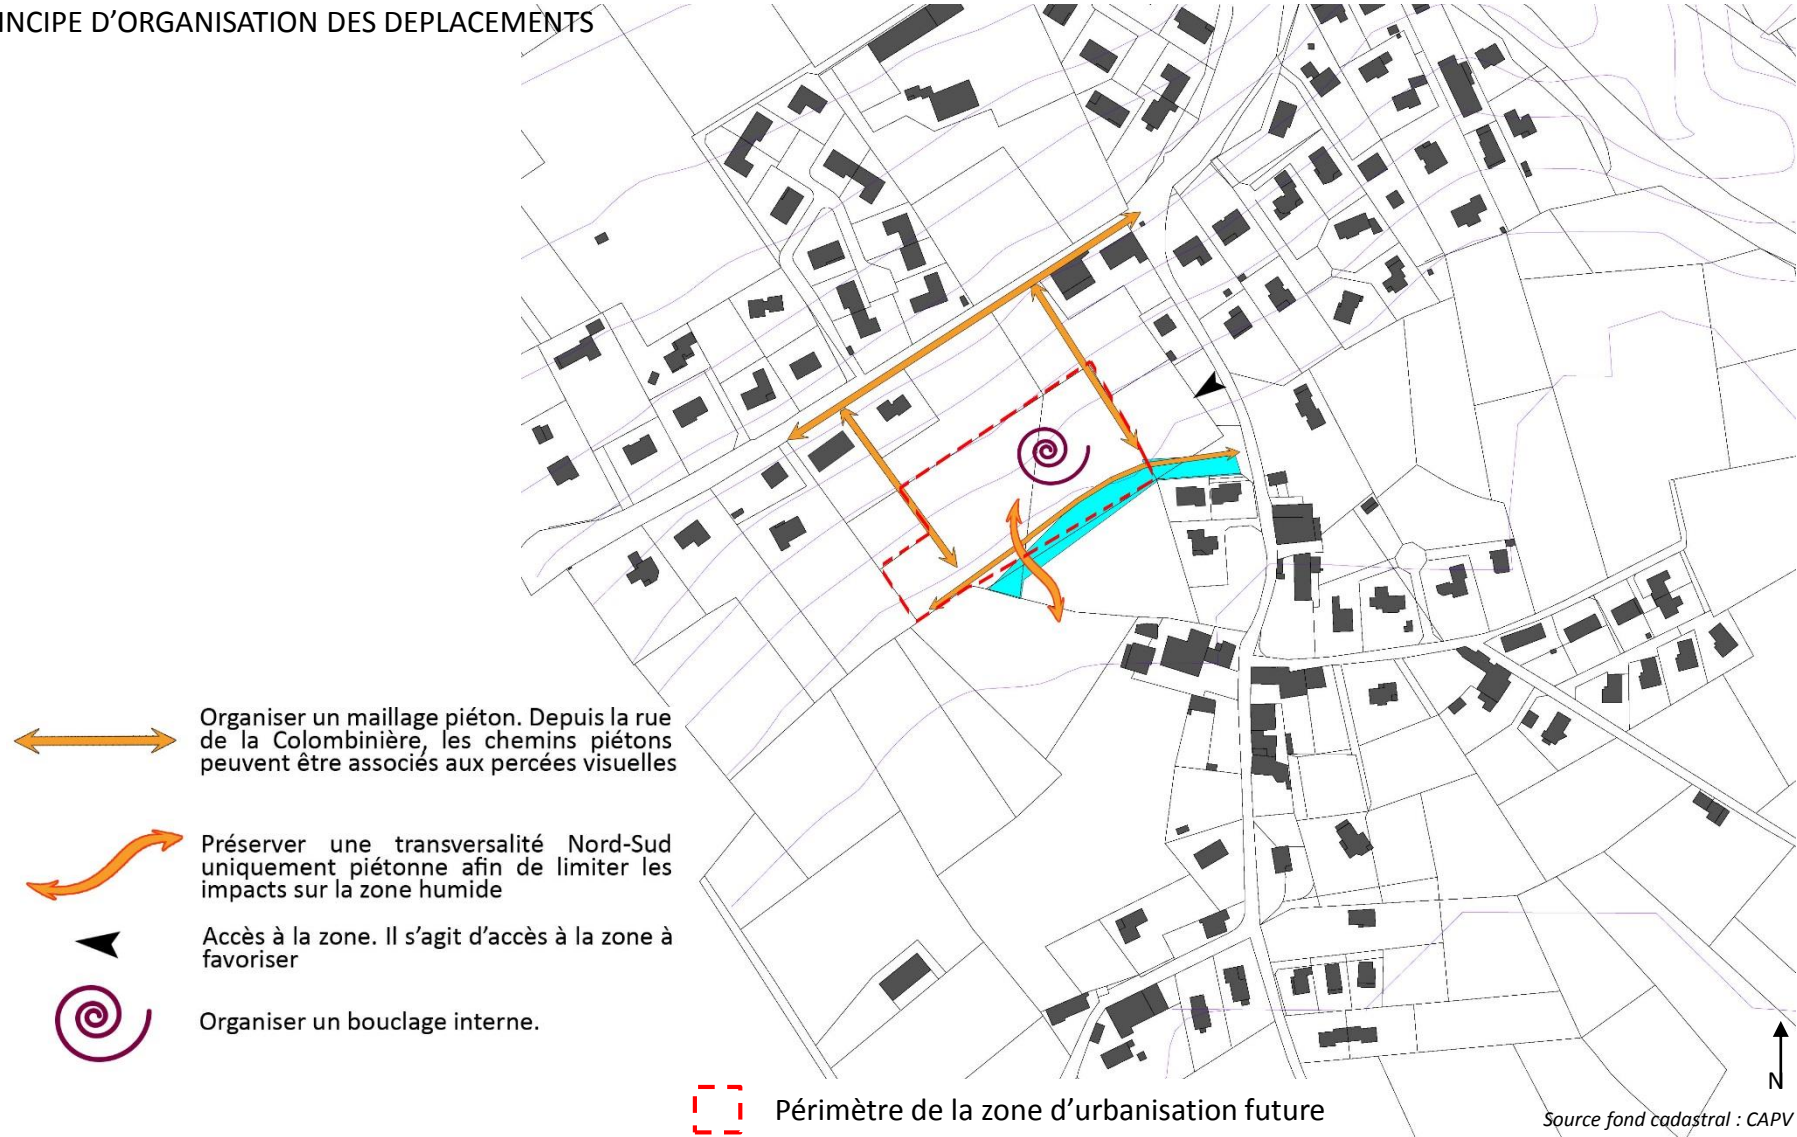 INCIPE D'ORGANISATION DES DEPLACEMENTS
Organiser un maillage piéton. Depuis la rue
de la Colombinière, les chemins piétons
peuvent être associés aux percées visuelles
Préserver une transversalité Nord-Sud
uniquement piétonne afin de limiter les
impacts sur la zone humide
Accès à la zone. Il s'agit d'accès à la zone à
favoriser
Organiser un bouclage interne.
Périmètre de la zone d'urbanisation future
N
Source fond cadastral : CAPV